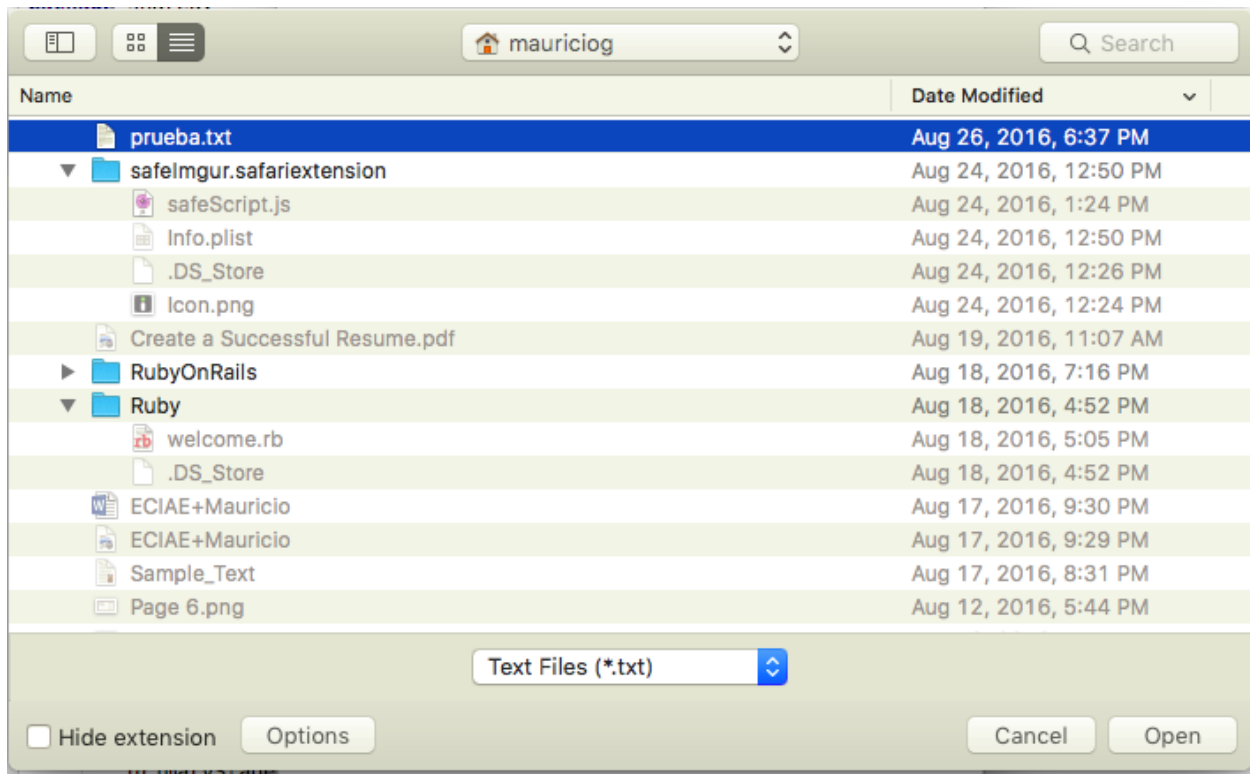 mauriciog
Search
Name Date Modified
prueba.txt Aug 26, 2016, 6:37 PM
safeImgur.safariextension Aug 24, 2016, 12:50 PM
safeScript.js Aug 24, 2016, 1:24 PM
Info.plist Aug 24, 2016, 12:50 PM
.DS_Store Aug 24, 2016, 12:26 PM
Icon.png Aug 24, 2016, 12:24 PM
Create a Successful Resume.pdf Aug 19, 2016, 11:07 AM
RubyOnRails Aug 18, 2016, 7:16 PM
Ruby Aug 18, 2016, 4:52 PM
rb welcome.rb Aug 18, 2016, 5:05 PM
.DS_Store Aug 18, 2016, 4:52 PM
W ECIAE+Mauricio Aug 17, 2016, 9:30 PM
ECIAE+Mauricio Aug 17, 2016, 9:29 PM
Sample_Text Aug 17, 2016, 8:31 PM
Page 6.png Aug 12, 2016, 5:44 PM
Text Files (*.txt)
Hide extension Options Cancel Open